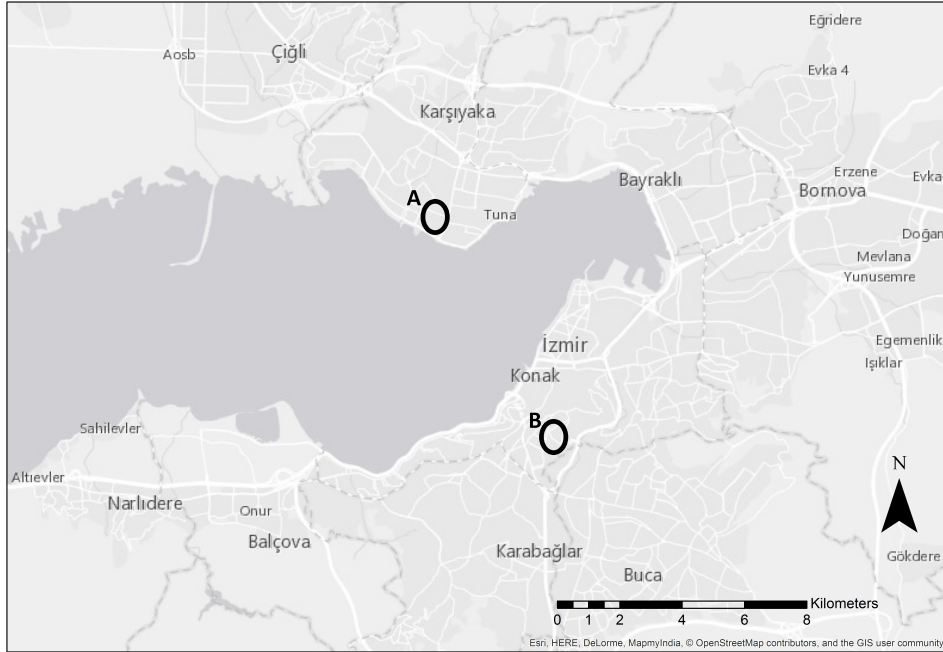 Eğridere
Aosb
Çiğli
Evka 4
Karşıyaka
Bayraklı
Erzene
Evka
Bornova
A
Tuna
Doğan
Mevlana
Yunusemre
İzmir
Egemenlik
Işıklar
Konak
B
Sahilevler
Altıevler
Narlıdere
Onur
Balçova
N
Karabağlar
Gökdere
Buca
Kilometers
0 1 2 4 6 8
Esri, HERE, DeLorme, MapmyIndia, © OpenStreetMap contributors, and the GIS user community